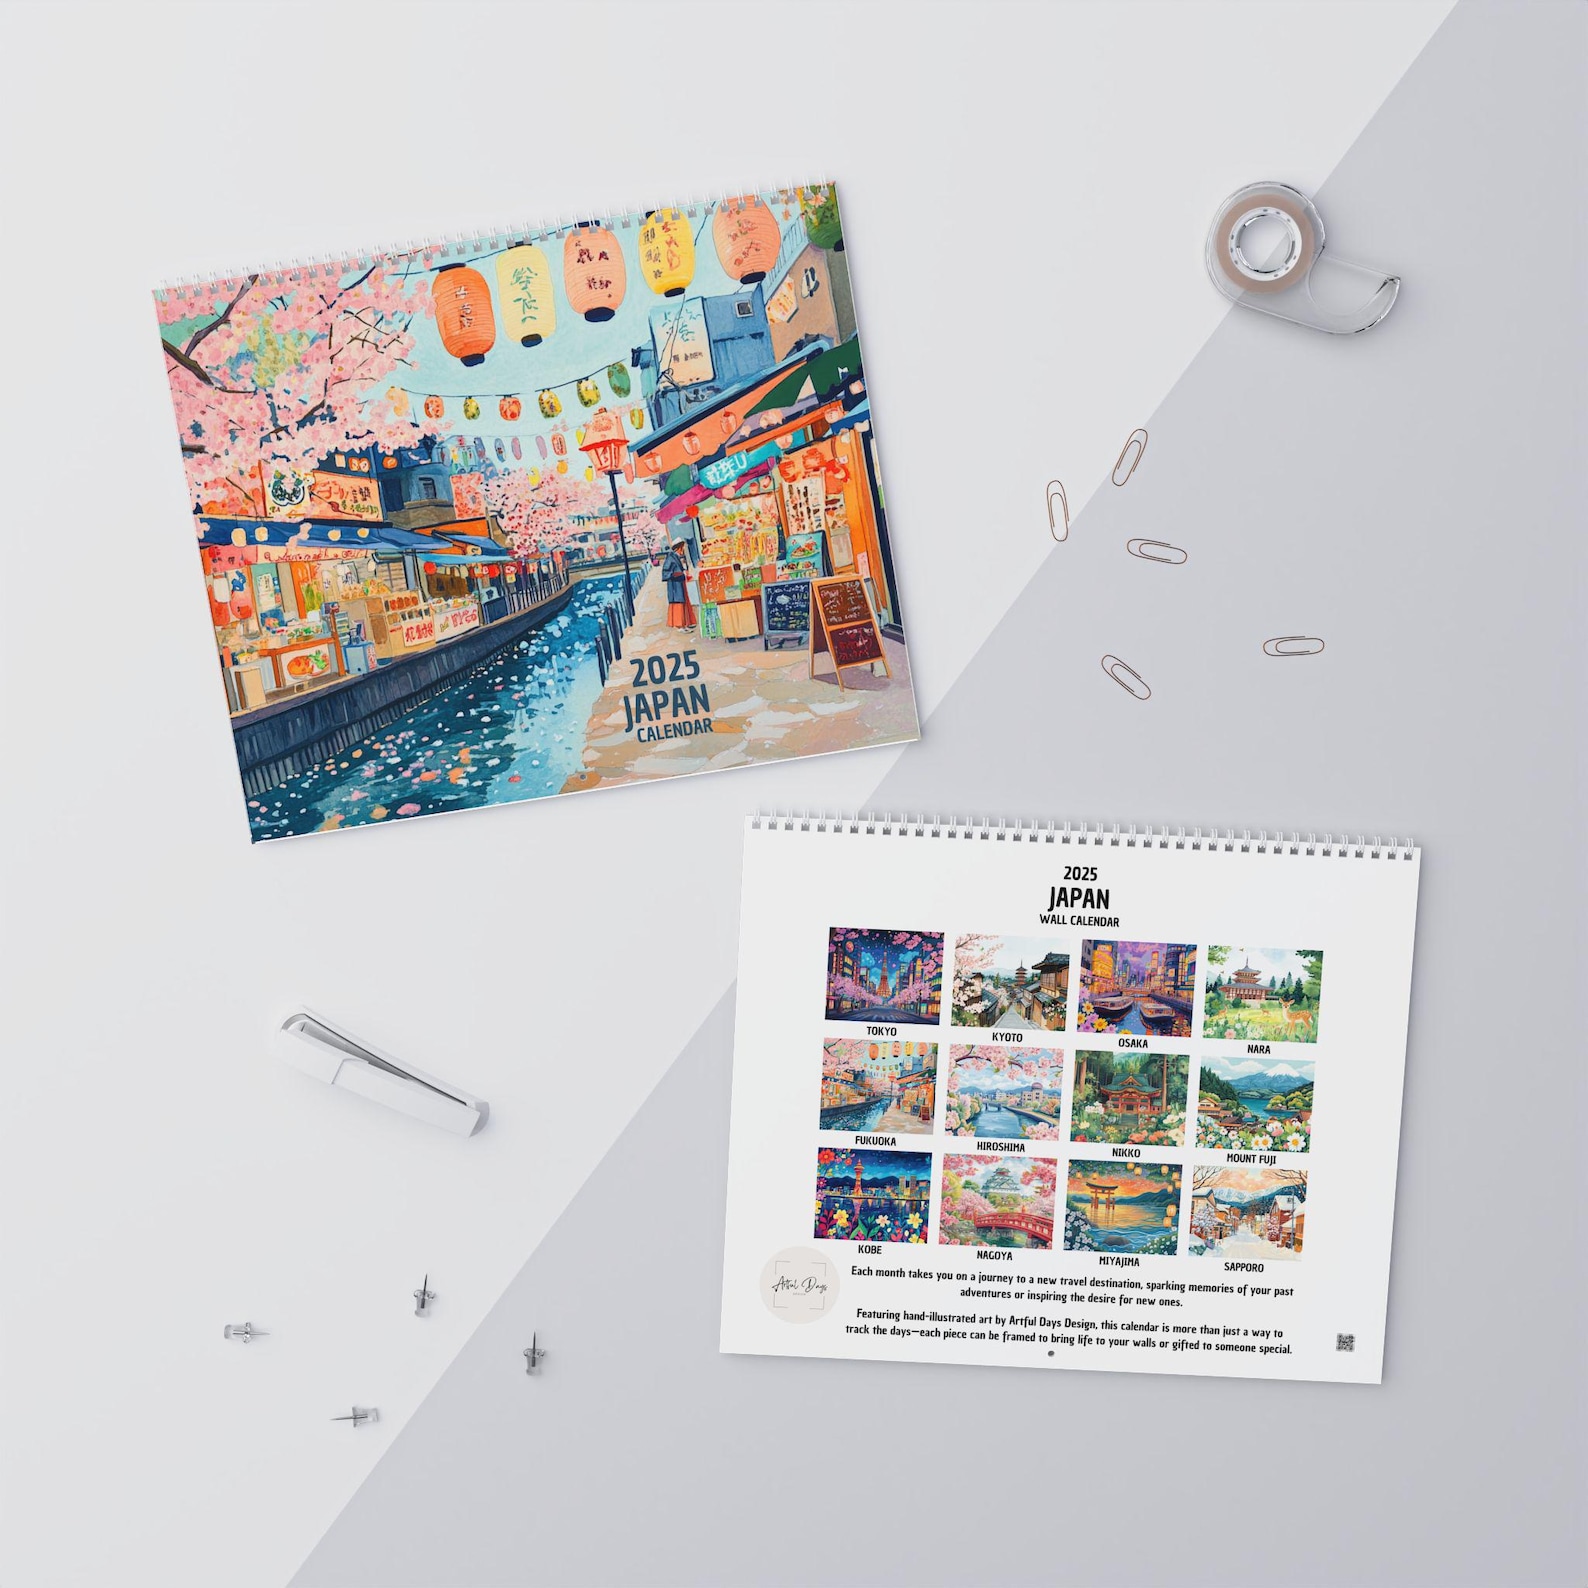 2025
JAPAN
CALENDAR
2025
JAPAN
WALL CALENDAR
TOKYO
KYOTO
OSAKA
NARA
FUKUOKA
HIROSHIMA
NIKKO
MOUNT FUJI
KOBE
NAGOYA
MIYAJIMA
SAPPORO
Artful Days
Each month takes you on a journey to a new travel destination, sparking memories of your past
adventures or inspiring the desire for new ones.
Featuring hand-illustrated art by Artful Days Design, this calendar is more than just a way to
track the days—each piece can be framed to bring life to your walls or gifted to someone special.